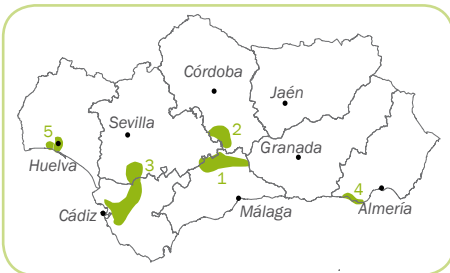 Córdoba
Jaén
Sevilla
5
2
Granada
Huelva
3
1
4
Cádiz
Málaga
Almería